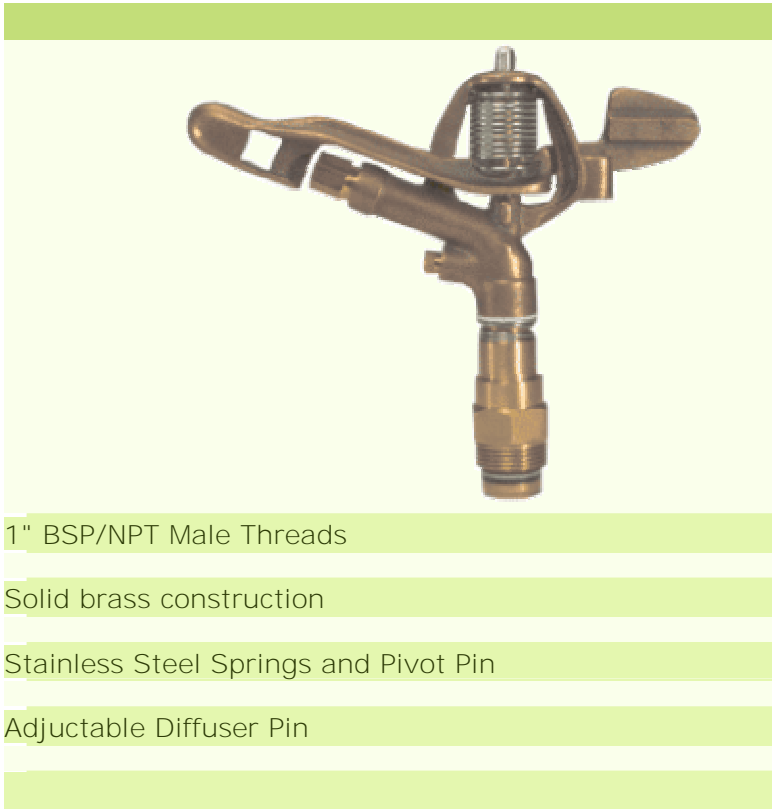 1" BSP/NPT Male Threads
Solid brass construction
Stainless Steel Springs and Pivot Pin
Adjuctable Diffuser Pin